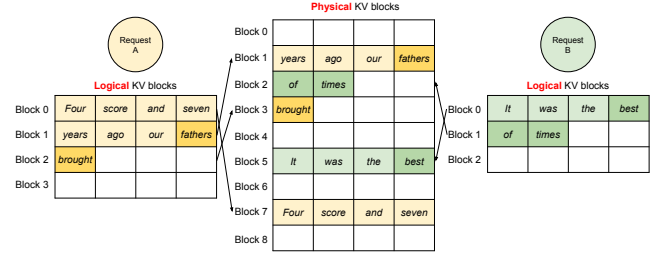 Physical KV blocks
Request
A
Request
B
Logical KV blocks
Block 0 Four score and seven
Block 1 years ago our fathers
Block 2 brought
Block 3
Block 0
Block 1 years ago our fathers
Block 2 of times
Block 3 brought
Block 4
Block 5 It was the best
Block 6
Block 7 Four score and seven
Block 8
Logical KV blocks
Block 0 It was the best
Block 1 of times
Block 2